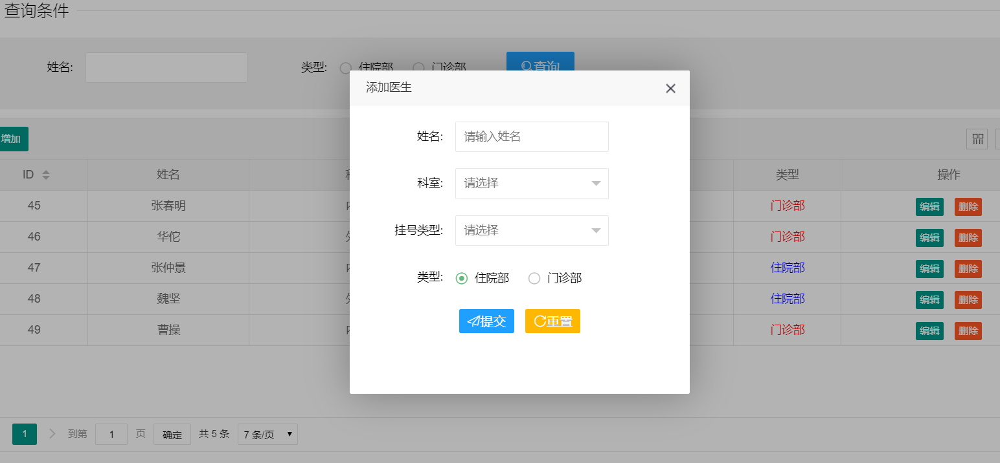 查询条件
姓名: 类型: 住院部 门诊部 查询
添加医生
姓名: 请输入姓名
科室: 请选择
挂号类型: 请选择
类型: 住院部 门诊部
提交 重置
增加
ID 姓名 类型 操作
45 张春明 门诊部 编辑 删除
46 华佗 门诊部 编辑 删除
47 张仲景 住院部 编辑 删除
48 魏坚 住院部 编辑 删除
49 曹操 门诊部 编辑 删除
1 到第 1 页 确定 共 5 条 7 条/页